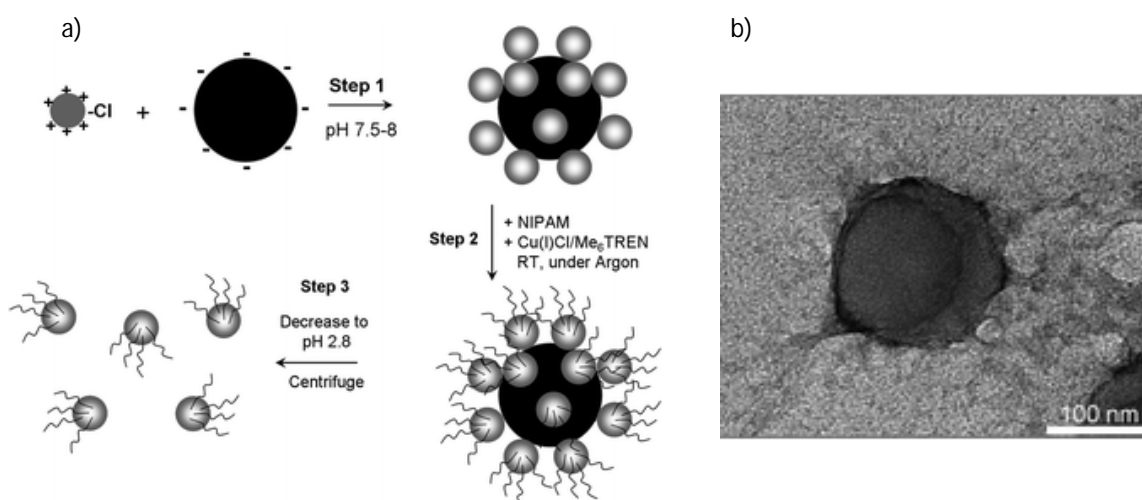 a)
b)
-Cl
+
Step 1
pH 7.5-8
Step 2
+ NIPAM
+ Cu(I)Cl/Me₆TREN
RT, under Argon
Step 3
Decrease to
pH 2.8
Centrifuge
100 nm